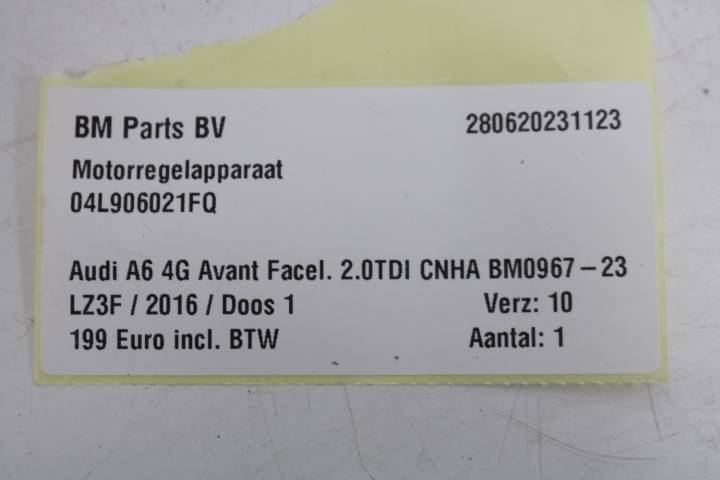 BM Parts BV 280620231123
Motorregelapparaat
04L906021FQ
Audi A6 4G Avant Facel. 2.0TDI CNHA BM0967-23
LZ3F / 2016 / Doos 1 Verz: 10
199 Euro incl. BTW Aantal: 1